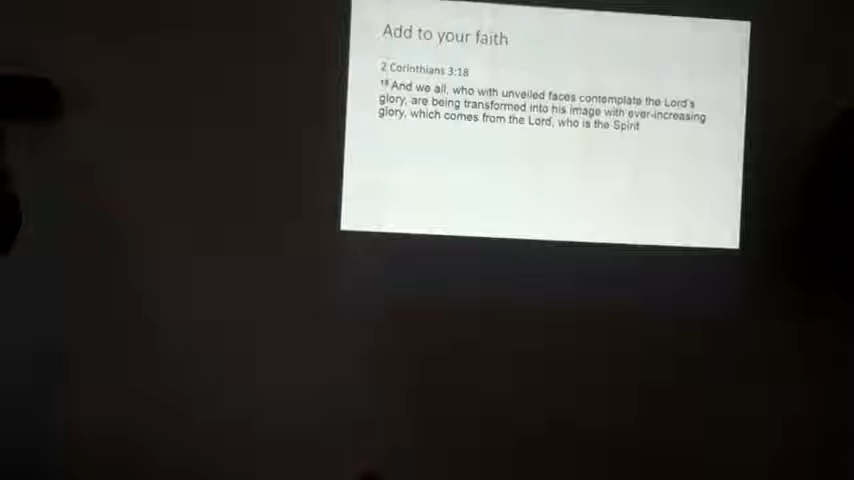 Add to your faith
2 Corinthians 3:18
18 And we all, who with unveiled faces contemplate the Lord's
glory, are being transformed into his image with ever-increasing
glory, which comes from the Lord, who is the Spirit